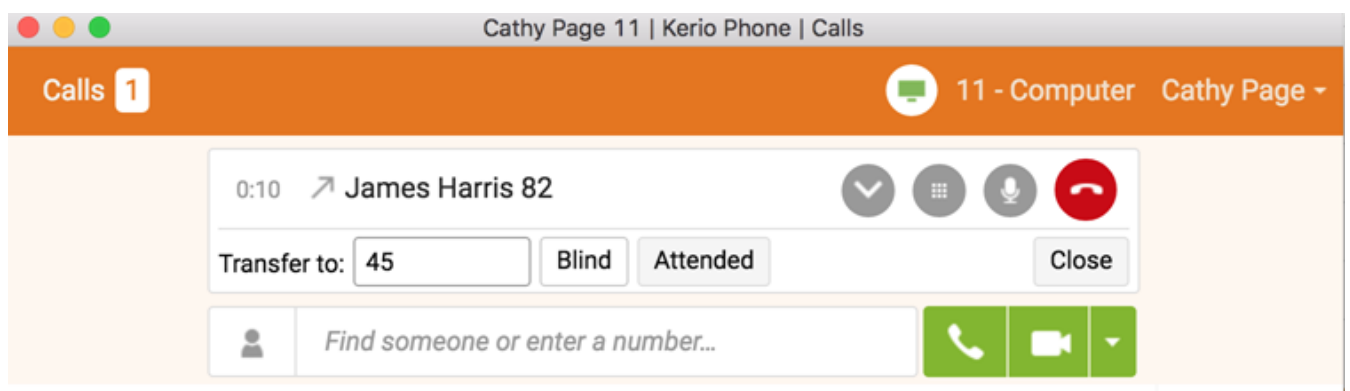 Cathy Page 11 | Kerio Phone | Calls
Calls 1 11 - Computer Cathy Page
0:10 James Harris 82
Transfer to: 45 Blind Attended Close
Find someone or enter a number...